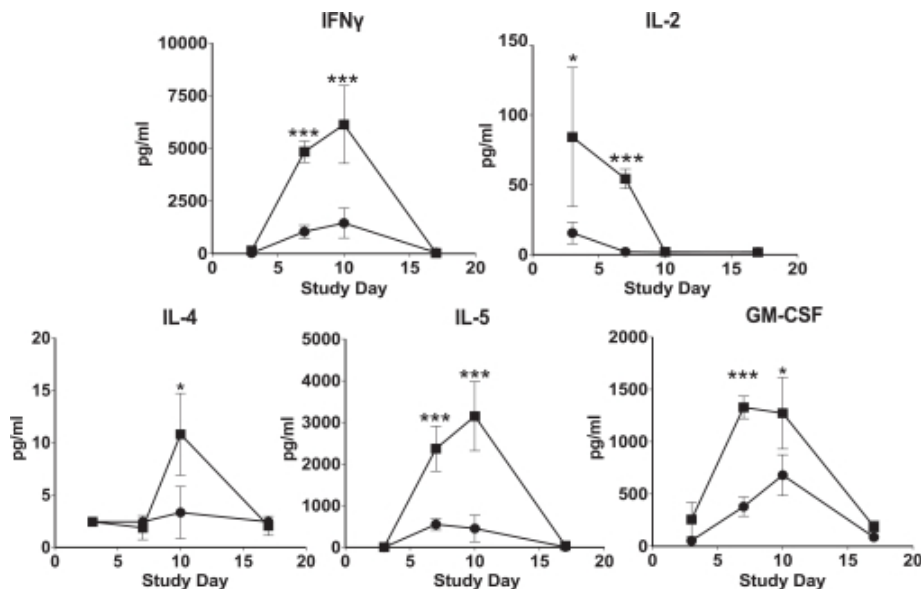 IFNγ
10000
7500
5000
2500
0
pg/ml
***
***
0 5 10 15 20
Study Day
IL-2
150
100
50
0
pg/ml
*
***
0 5 10 15 20
Study Day
IL-4
20
15
10
5
0
pg/ml
*
0 5 10 15 20
Study Day
IL-5
5000
4000
3000
2000
1000
0
pg/ml
***
***
0 5 10 15 20
Study Day
GM-CSF
2000
1500
1000
500
0
pg/ml
***
*
0 5 10 15 20
Study Day